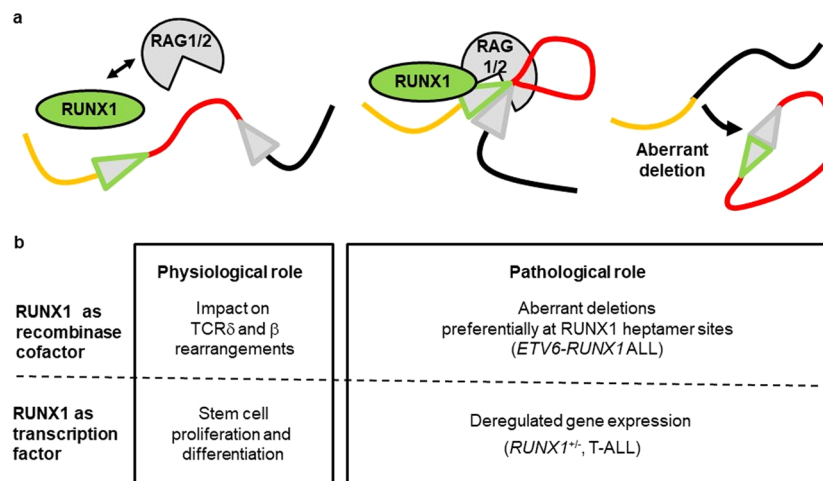 a
RAG1/2
RUNX1
RAG
1/2
RUNX1
Aberrant
deletion
b
Physiological role
Pathological role
RUNX1 as
recombinase
cofactor
Impact on
TCRδ and β
rearrangements
Aberrant deletions
preferentially at RUNX1 heptamer sites
(ETV6-RUNX1 ALL)
RUNX1 as
transcription
factor
Stem cell
proliferation and
differentiation
Deregulated gene expression
(RUNX1+/-, T-ALL)